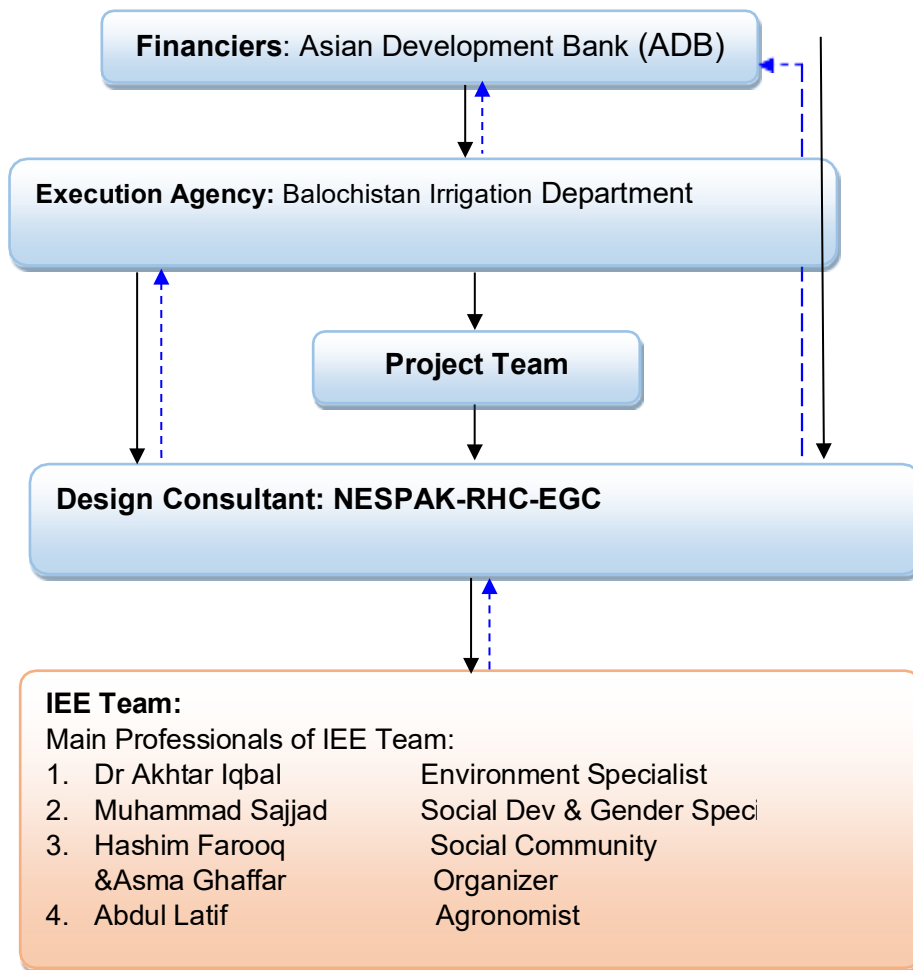 Financiers: Asian Development Bank (ADB)
Execution Agency: Balochistan Irrigation Department
Project Team
Design Consultant: NESPAK-RHC-EGC
IEE Team:
Main Professionals of IEE Team:
1. Dr Akhtar Iqbal Environment Specialist
2. Muhammad Sajjad Social Dev & Gender Speci
3. Hashim Farooq Social Community
&Asma Ghaffar Organizer
4. Abdul Latif Agronomist